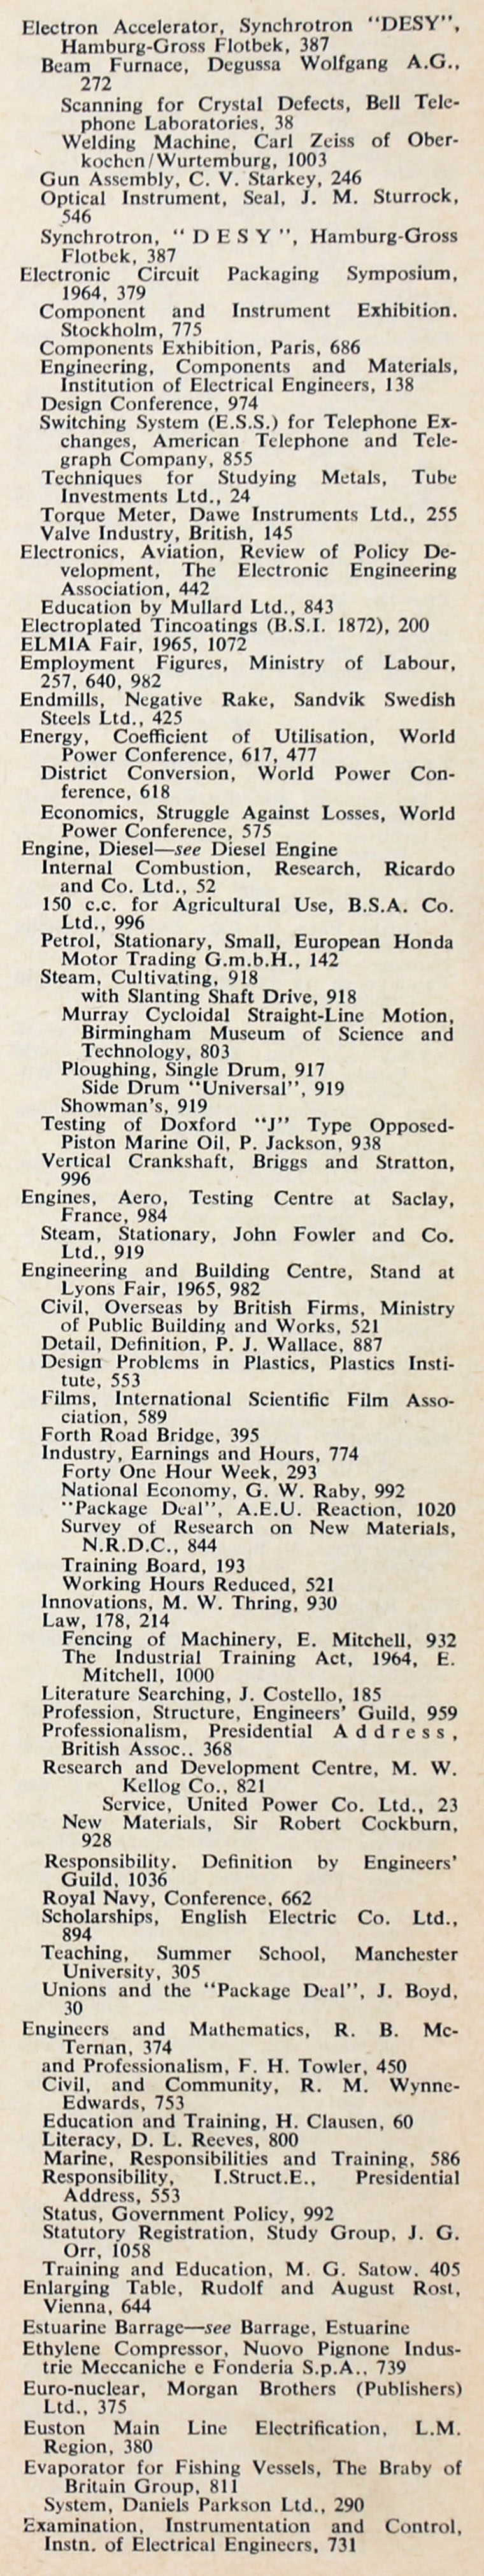 Electron Accelerator, Synchrotron "DESY",
Hamburg-Gross Flotbek, 387
Beam Furnace, Degussa Wolfgang A.G.,
272
Scanning for Crystal Defects, Bell Tele-
phone Laboratories, 38
Welding Machine, Carl Zeiss of Ober-
kochen/Wurtemburg, 1003
Gun Assembly, C. V. Starkey, 246
Optical Instrument, Seal, J. M. Sturrock,
546
Synchrotron, "DESY", Hamburg-Gross
Flotbek, 387
Electronic Circuit Packaging Symposium,
1964, 379
Component and Instrument Exhibition.
Stockholm, 775
Components Exhibition, Paris, 686
Engineering, Components and Materials,
Institution of Electrical Engineers, 138
Design Conference, 974
Switching System (E.S.S.) for Telephone Ex-
changes, American Telephone and Tele-
graph Company, 855
Techniques for Studying Metals, Tube
Investments Ltd., 24
Torque Meter, Dawe Instruments Ltd., 255
Valve Industry, British, 145
Electronics, Aviation, Review of Policy De-
velopment, The Electronic Engineering
Association, 442
Education by Mullard Ltd., 843
Electroplated Tincoatings (B.S.I. 1872), 200
ELMIA Fair, 1965, 1072
Employment Figures, Ministry of Labour,
257, 640, 982
Endmills, Negative Rake, Sandvik Swedish
Steels Ltd., 425
Energy, Coefficient of Utilisation, World
Power Conference, 617, 477
District Conversion, World Power Con-
ference, 618
Economics, Struggle Against Losses, World
Power Conference, 575
Engine, Diesel—see Diesel Engine
Internal Combustion, Research, Ricardo
and Co. Ltd., 52
150 c.c. for Agricultural Use, B.S.A. Co.
Ltd., 996
Petrol, Stationary, Small, European Honda
Motor Trading G.m.b.H., 142
Steam, Cultivating, 918
with Slanting Shaft Drive, 918
Murray Cycloidal Straight-Line Motion,
Birmingham Museum of Science and
Technology, 803
Ploughing, Single Drum, 917
Side Drum "Universal", 919
Showman's, 919
Testing of Doxford "J" Type Opposed-
Piston Marine Oil, P. Jackson, 938
Vertical Crankshaft, Briggs and Stratton,
996
Engines, Aero, Testing Centre at Saclay,
France, 984
Steam, Stationary, John Fowler and Co.
Ltd., 919
Engineering and Building Centre, Stand at
Lyons Fair, 1965, 982
Civil, Overseas by British Firms, Ministry
of Public Building and Works, 521
Detail, Definition, P. J. Wallace, 887
Design Problems in Plastics, Plastics Insti-
tute, 553
Films, International Scientific Film Asso-
ciation, 589
Forth Road Bridge, 395
Industry, Earnings and Hours, 774
Forty One Hour Week, 293
National Economy, G. W. Raby, 992
"Package Deal", A.E.U. Reaction, 1020
Survey of Research on New Materials,
N.R.D.C., 844
Training Board, 193
Working Hours Reduced, 521
Innovations, M. W. Thring, 930
Law, 178, 214
Fencing of Machinery, E. Mitchell, 932
The Industrial Training Act, 1964, E.
Mitchell, 1000
Literature Searching, J. Costello, 185
Profession, Structure, Engineers' Guild, 959
Professionalism, Presidential Address,
British Assoc.. 368
Research and Development Centre, M. W.
Kellog Co., 821
Service, United Power Co. Ltd., 23
New Materials, Sir Robert Cockburn,
928
Responsibility. Definition by Engineers'
Guild, 1036
Royal Navy, Conference, 662
Scholarships, English Electric Co. Ltd.,
894
Teaching, Summer School, Manchester
University, 305
Unions and the "Package Deal", J. Boyd,
30
Engineers and Mathematics, R. B. Mc-
Ternan, 374
and Professionalism, F. H. Towler, 450
Civil, and Community, R. M. Wynne-
Edwards, 753
Education and Training, H. Clausen, 60
Literacy, D. L. Reeves, 800
Marine, Responsibilities and Training, 586
Responsibility, I.Struct.E., Presidential
Address, 553
Status, Government Policy, 992
Statutory Registration, Study Group, J. G.
Orr, 1058
Training and Education, M. G. Satow. 405
Enlarging Table, Rudolf and August Rost,
Vienna, 644
Estuarine Barrage—see Barrage, Estuarine
Ethylene Compressor, Nuovo Pignone Indus-
trie Meccaniche e Fonderia S.p.A., 739
Euro-nuclear, Morgan Brothers (Publishers)
Ltd., 375
Euston Main Line Electrification, L.M.
Region, 380
Evaporator for Fishing Vessels, The Braby of
Britain Group, 811
System, Daniels Parkson Ltd., 290
Examination, Instrumentation and Control,
Instn. of Electrical Engineers, 731